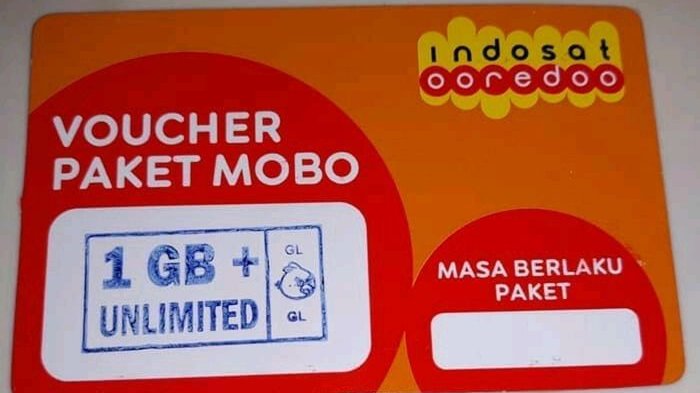 indosat
ooredoo
VOUCHER
PAKET MOBO
1 GB +
UNLIMITED
GL
GL
MASA BERLAKU
PAKET